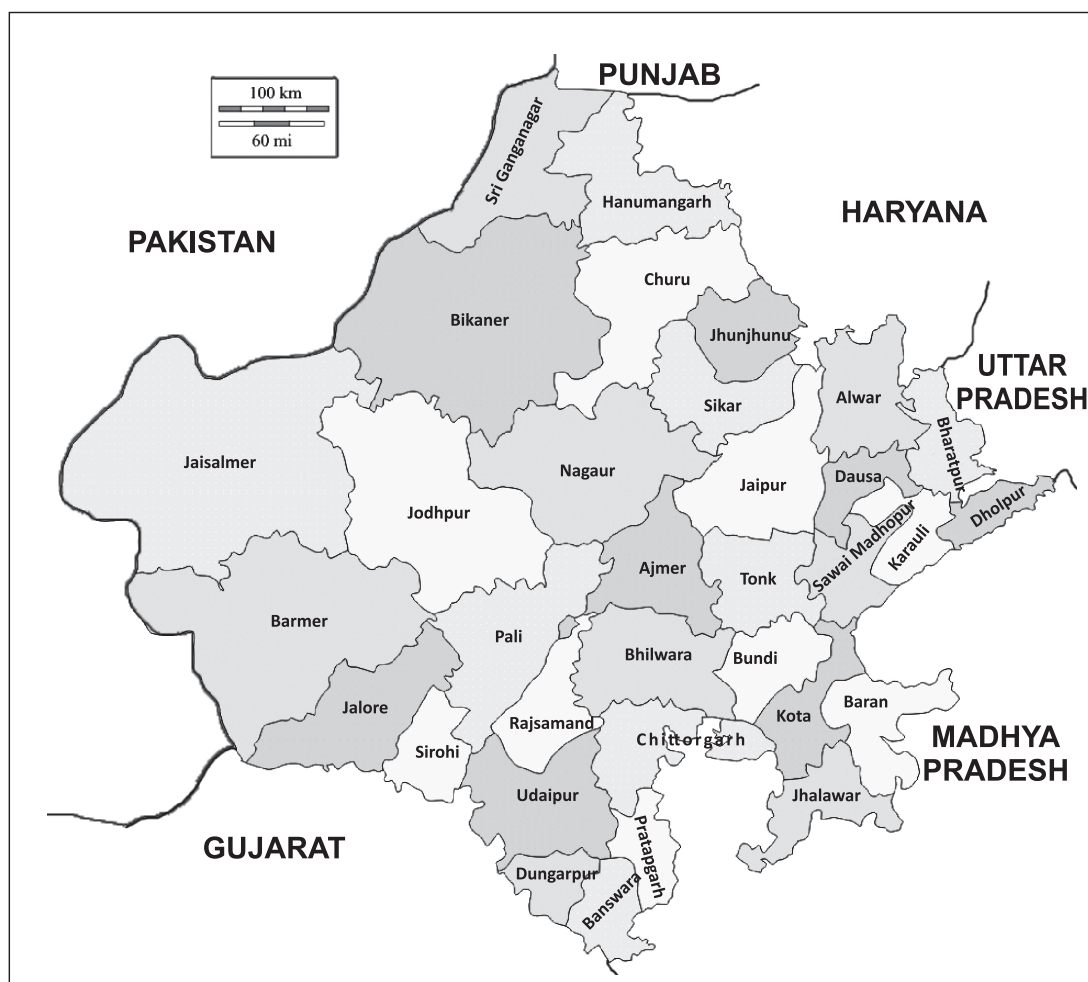 PUNJAB
100 km
60 mi
Sri Ganganagar
Hanumangarh
HARYANA
PAKISTAN
Churu
Bikaner
Jhunjhunu
UTTAR
PRADESH
Sikar
Alwar
Bharatpur
Jaisalmer
Nagaur
Jaipur
Dausa
Jodhpur
Dholpur
Sawai Madhopur
Karauli
Ajmer
Tonk
Barmer
Pali
Bhilwara
Bundi
Jalore
Rajsamand
Kota
Baran
Sirohi
Chittorgarh
MADHYA
PRADESH
Udaipur
Jhalawar
GUJARAT
Pratapgarh
Dungarpur
Banswara